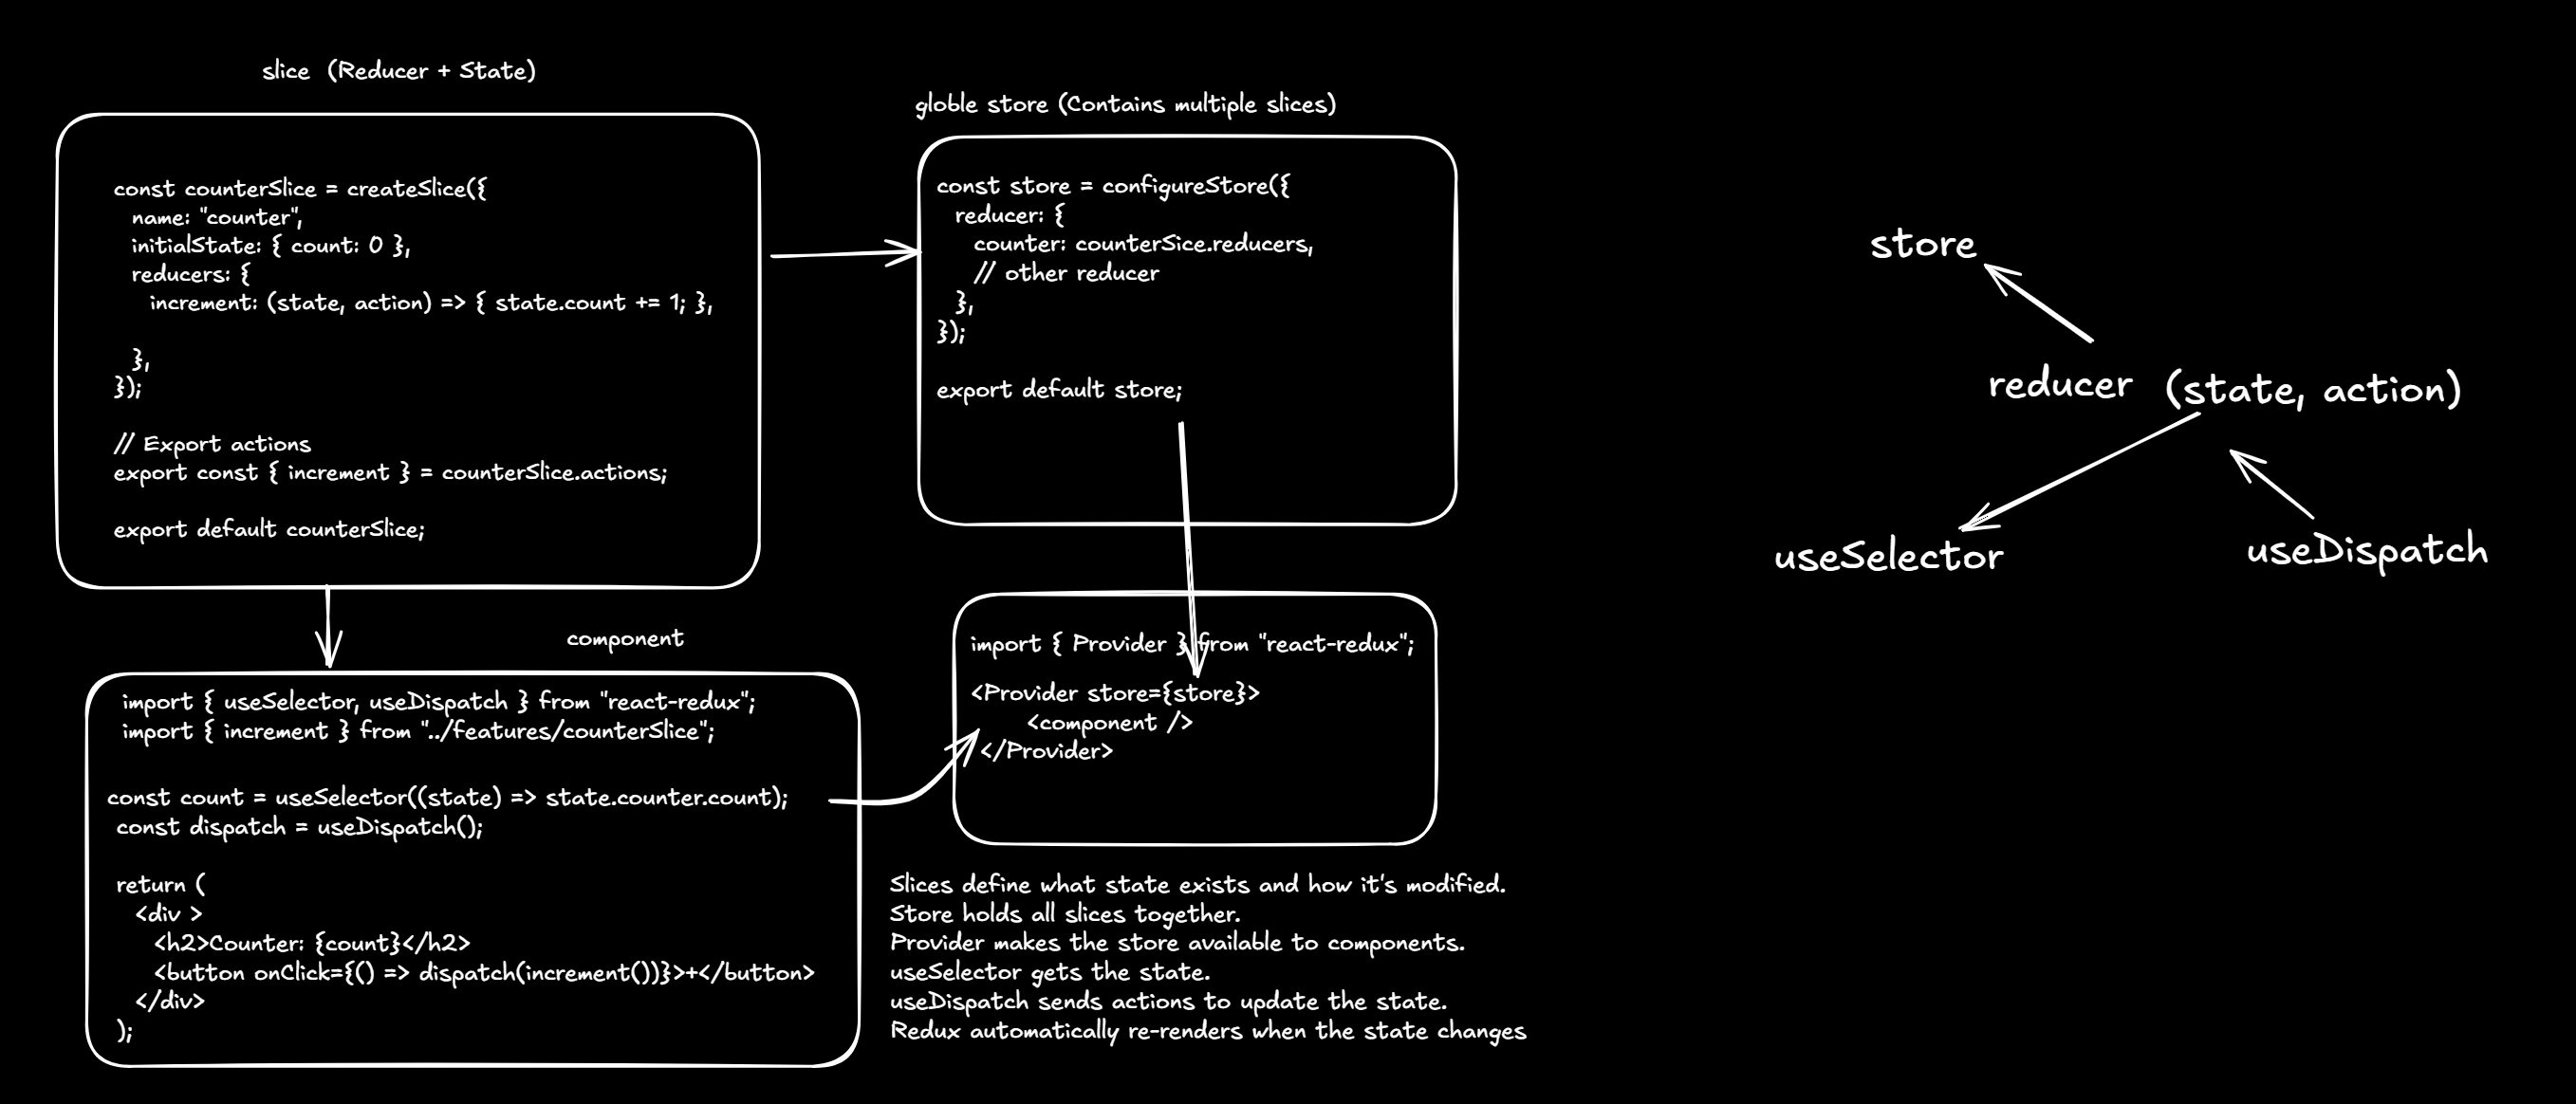 slice  (Reducer + State)
const counterSlice = createSlice({
  name: "counter",
  initialState: { count: 0 },
  reducers: {
    increment: (state, action) => { state.count += 1; },
  },
});
// Export actions
export const { increment } = counterSlice.actions;
export default counterSlice;
globle store (Contains multiple slices)
const store = configureStore({
  reducer: {
    counter: counterSice.reducers,
    // other reducer
  },
});
export default store;
component
import { useSelector, useDispatch } from "react-redux";
import { increment } from "../features/counterSlice";
const count = useSelector((state) => state.counter.count);
const dispatch = useDispatch();
return (
  <div >
    <h2>Counter: {count}</h2>
    <button onClick={() => dispatch(increment())}>+</button>
  </div>
);
import { Provider } from "react-redux";
<Provider store={store}>
      <component />
</Provider>
Slices define what state exists and how it's modified.
Store holds all slices together.
Provider makes the store available to components.
useSelector gets the state.
useDispatch sends actions to update the state.
Redux automatically re-renders when the state changes
store
reducer (state, action)
useSelector
useDispatch